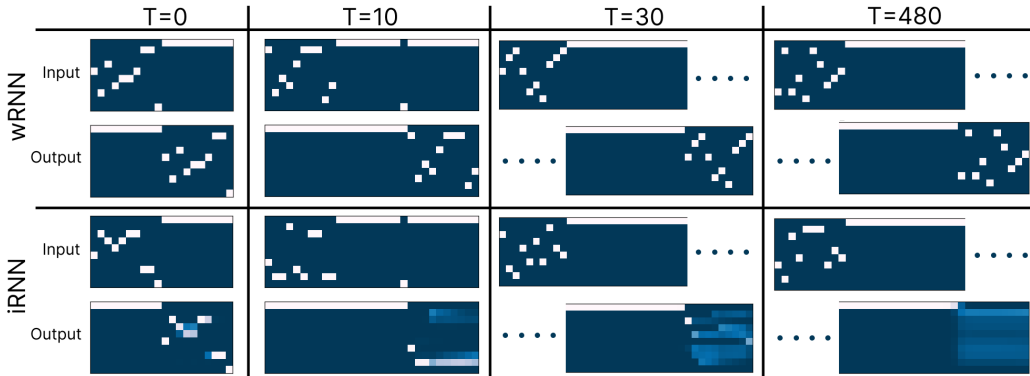 T=0 T=10 T=30 T=480
wRNN
Input
Output
iRNN
Input
Output